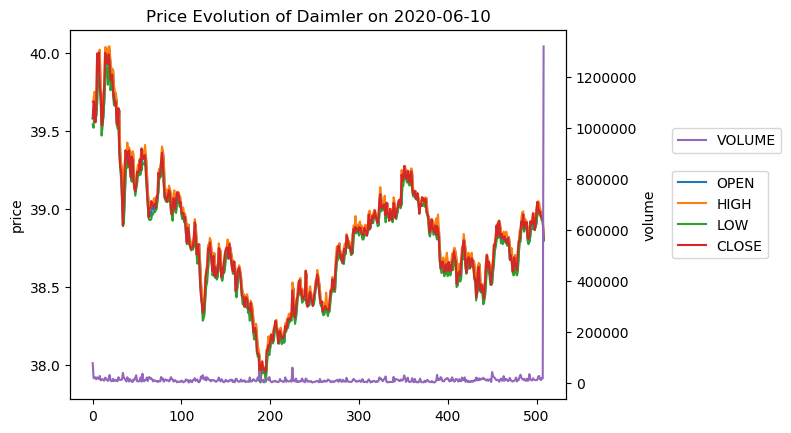 Price Evolution of Daimler on 2020-06-10
price
40.0
39.5
39.0
38.5
38.0
0
100
200
300
400
500
1200000
1000000
800000
600000
400000
200000
0
volume
VOLUME
OPEN
HIGH
LOW
CLOSE